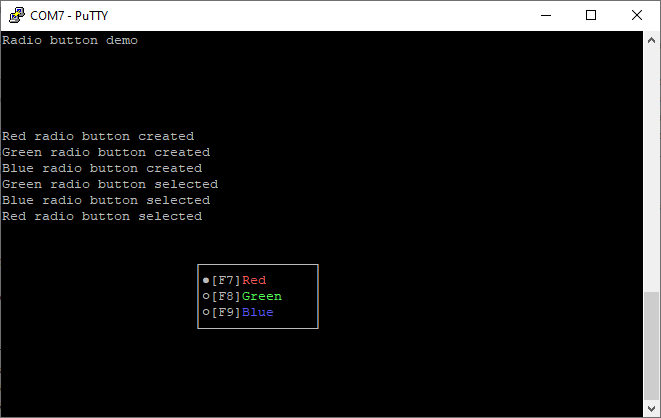 COM7 - PuTTY
Radio button demo
Red radio button created
Green radio button created
Blue radio button created
Green radio button selected
Blue radio button selected
Red radio button selected
[F7]Red
[F8]Green
[F9]Blue